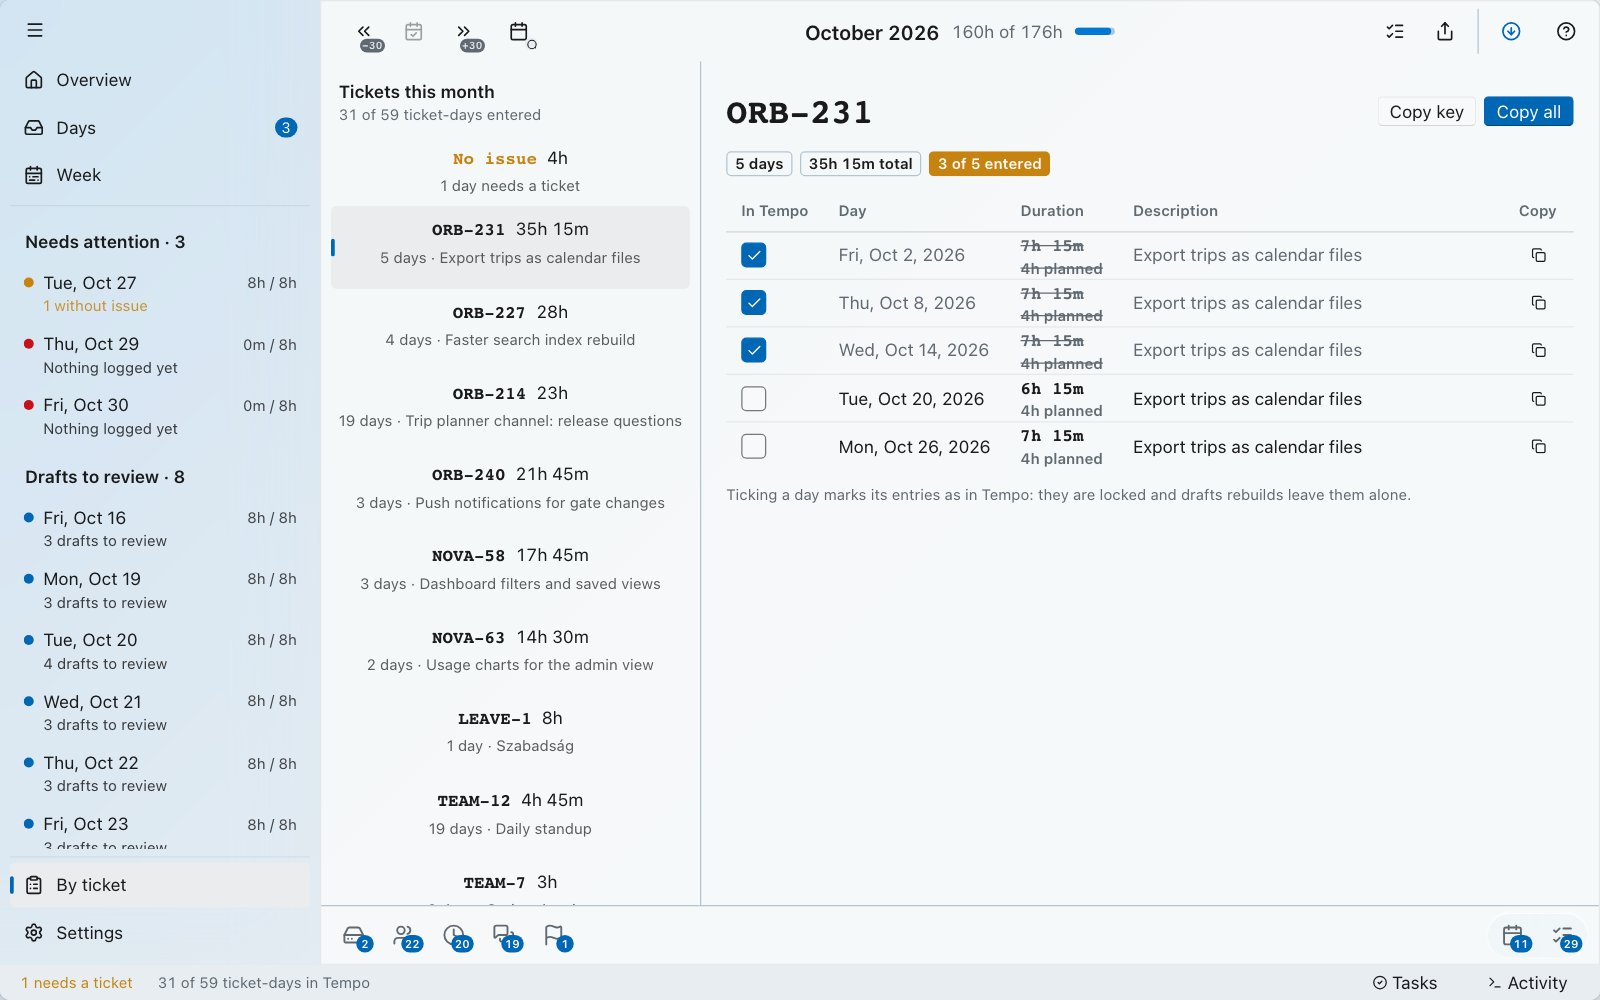 Overview
Days
3
Week
Needs attention · 3
Tue, Oct 27
8h / 8h
1 without issue
Thu, Oct 29
0m / 8h
Nothing logged yet
Fri, Oct 30
0m / 8h
Nothing logged yet
Drafts to review · 8
Fri, Oct 16
8h / 8h
3 drafts to review
Mon, Oct 19
8h / 8h
3 drafts to review
Tue, Oct 20
8h / 8h
4 drafts to review
Wed, Oct 21
8h / 8h
3 drafts to review
Thu, Oct 22
8h / 8h
3 drafts to review
Fri, Oct 23
8h / 8h
3 drafts to review
By ticket
Settings
−30
+30
October 2026
160h of 176h
Tickets this month
31 of 59 ticket-days entered
No issue 4h
1 day needs a ticket
ORB-231 35h 15m
5 days · Export trips as calendar files
ORB-227 28h
4 days · Faster search index rebuild
ORB-214 23h
19 days · Trip planner channel: release questions
ORB-240 21h 45m
3 days · Push notifications for gate changes
NOVA-58 17h 45m
3 days · Dashboard filters and saved views
NOVA-63 14h 30m
2 days · Usage charts for the admin view
LEAVE-1 8h
1 day · Szabadság
TEAM-12 4h 45m
19 days · Daily standup
TEAM-7 3h
ORB-231
Copy key
Copy all
5 days
35h 15m total
3 of 5 entered
In Tempo Day Duration Description Copy
Fri, Oct 2, 2026 7h 15m Export trips as calendar files
4h planned
Thu, Oct 8, 2026 7h 15m Export trips as calendar files
4h planned
Wed, Oct 14, 2026 7h 15m Export trips as calendar files
4h planned
Tue, Oct 20, 2026 6h 15m Export trips as calendar files
4h planned
Mon, Oct 26, 2026 7h 15m Export trips as calendar files
4h planned
Ticking a day marks its entries as in Tempo: they are locked and drafts rebuilds leave them alone.
2
22
20
19
1
11
29
1 needs a ticket
31 of 59 ticket-days in Tempo
Tasks
Activity